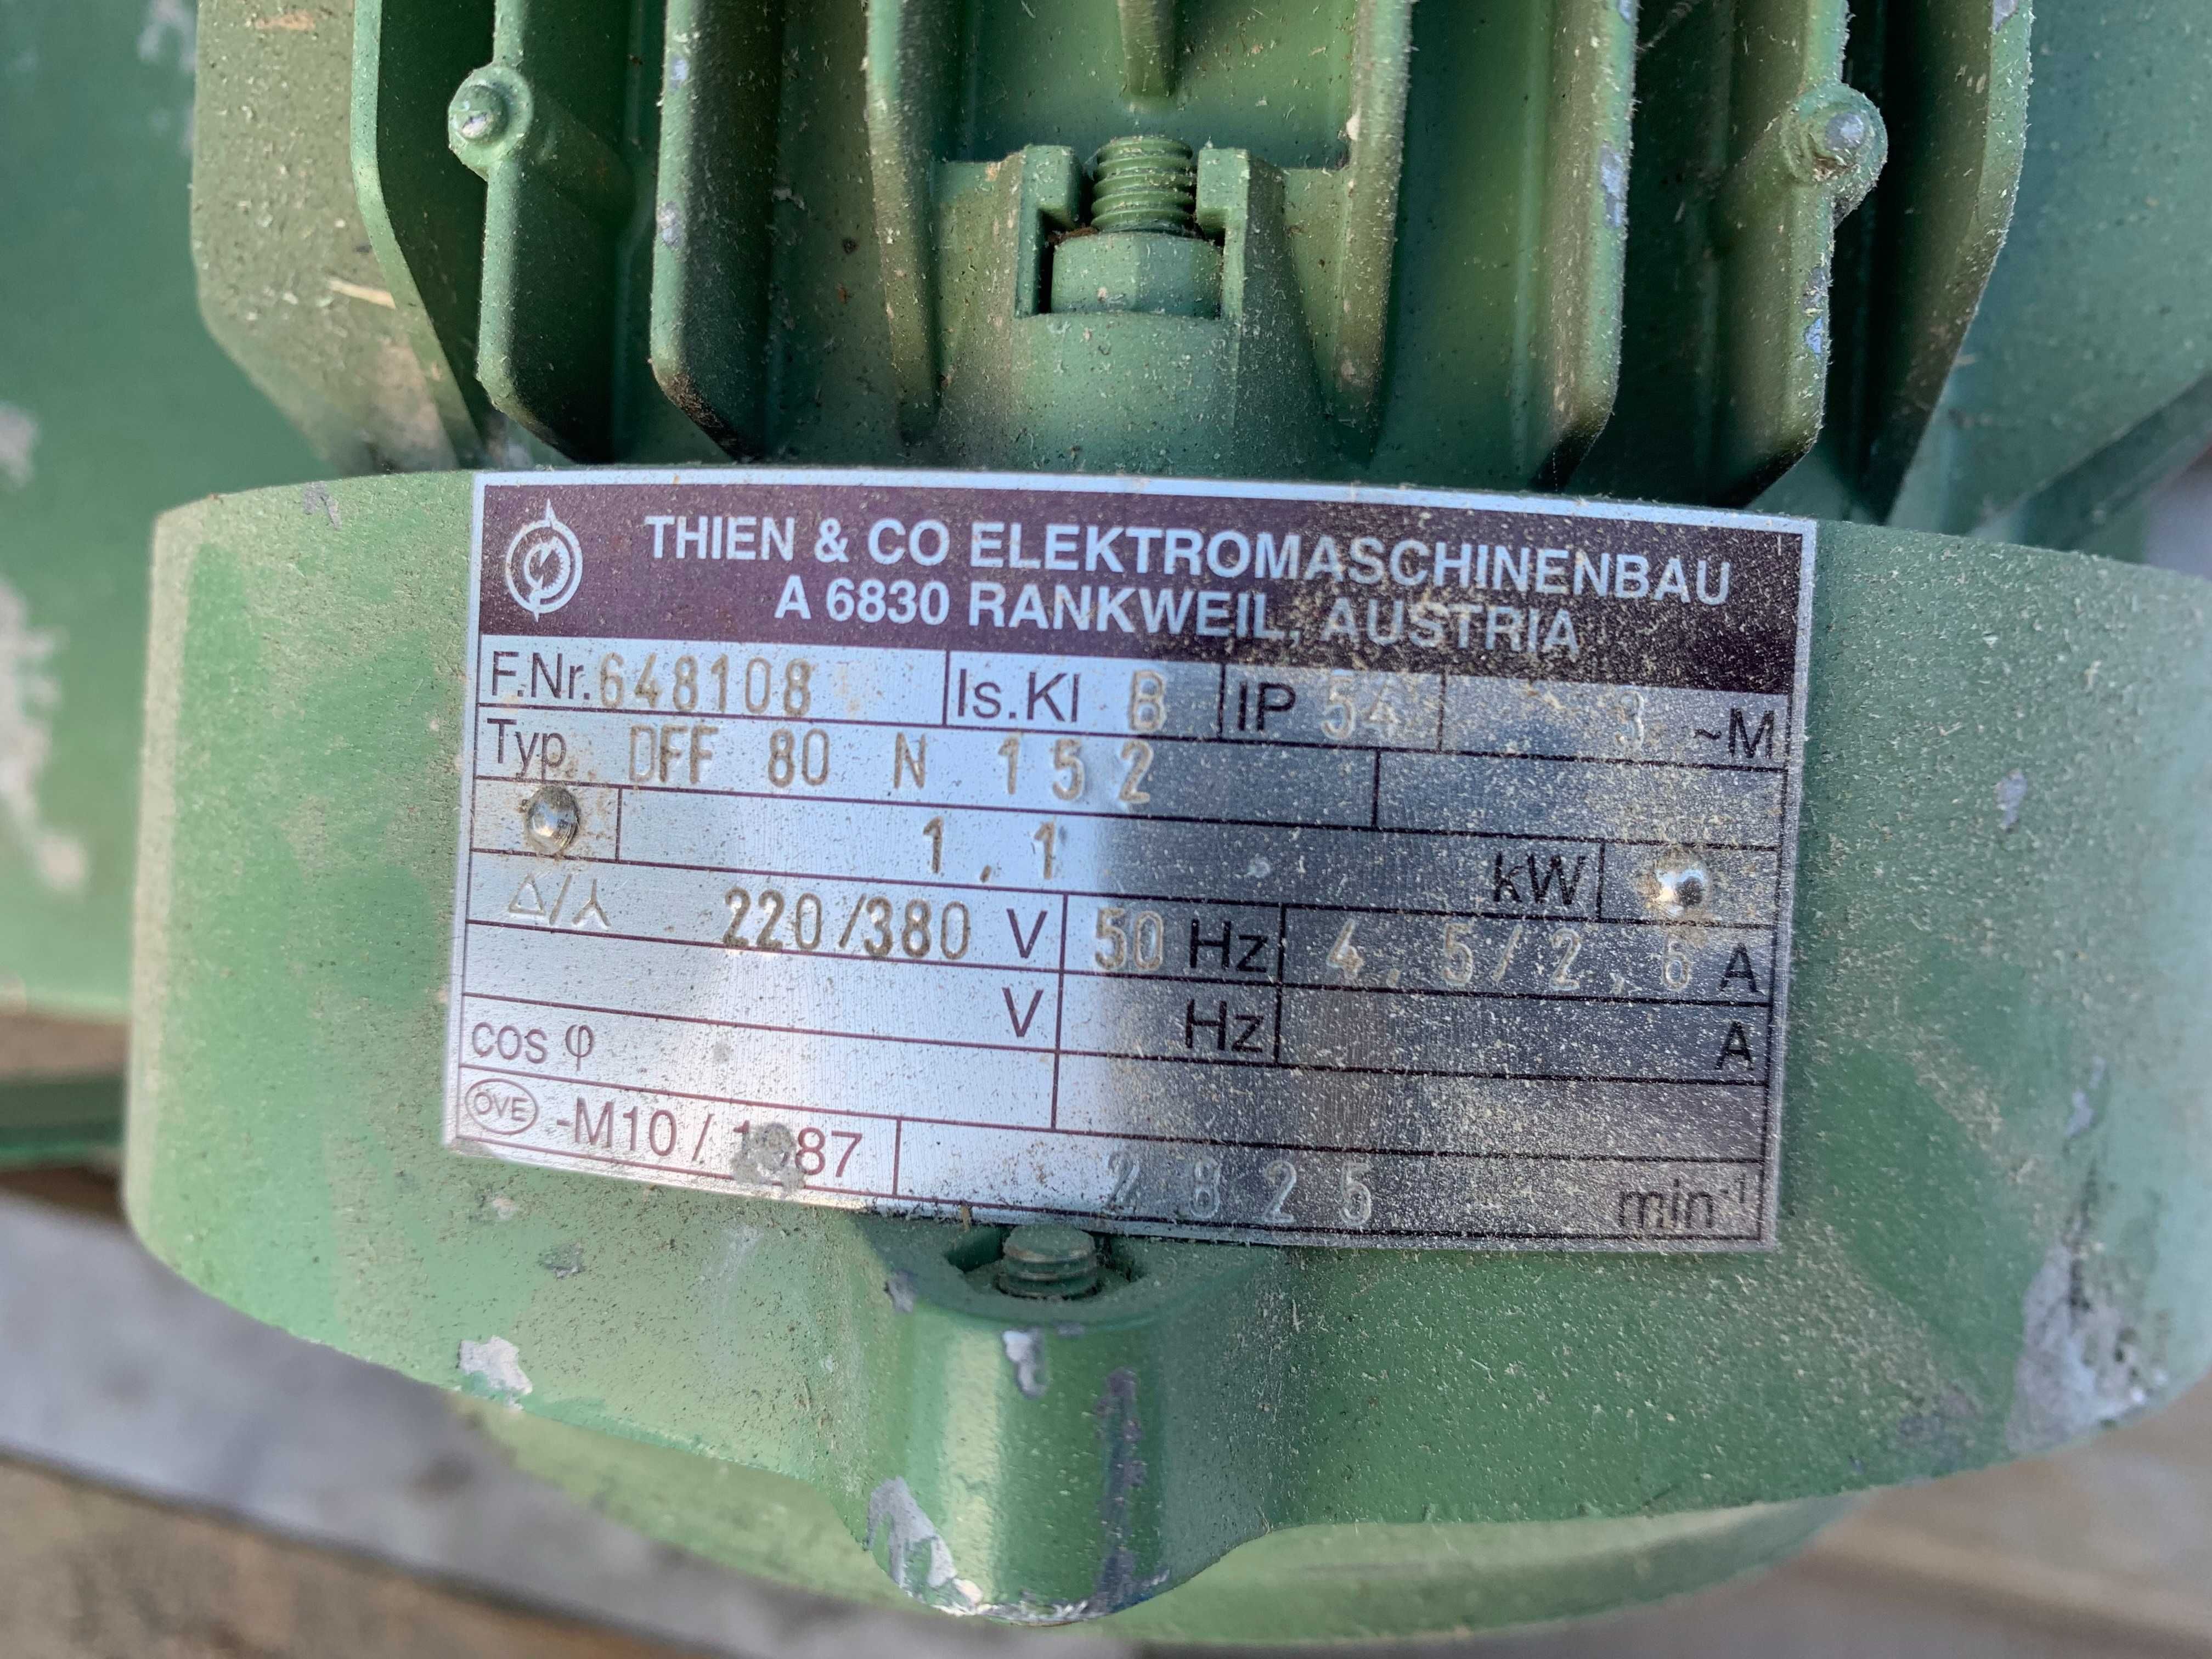 THIEN & CO ELEKTROMASCHINENBAU
A 6830 RANKWEIL, AUSTRIA
F.Nr. 648108 Is.Kl B IP 54 3 ~M
Typ DFF 80 N 152
1,1 kW
△/⅄ 220/380 V 50 Hz 4,5/2,6 A
V Hz A
cos φ
ÖVE -M10 / 1987 2825 min⁻¹